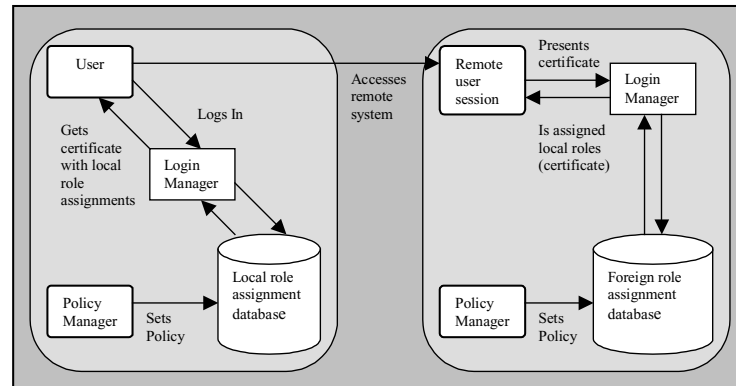 User
Logs In
Gets
certificate
with local
role
assignments
Login
Manager
Local role
assignment
database
Policy
Manager
Sets
Policy
Accesses
remote
system
Remote
user
session
Presents
certificate
Login
Manager
Is assigned
local roles
(certificate)
Foreign role
assignment
database
Policy
Manager
Sets
Policy